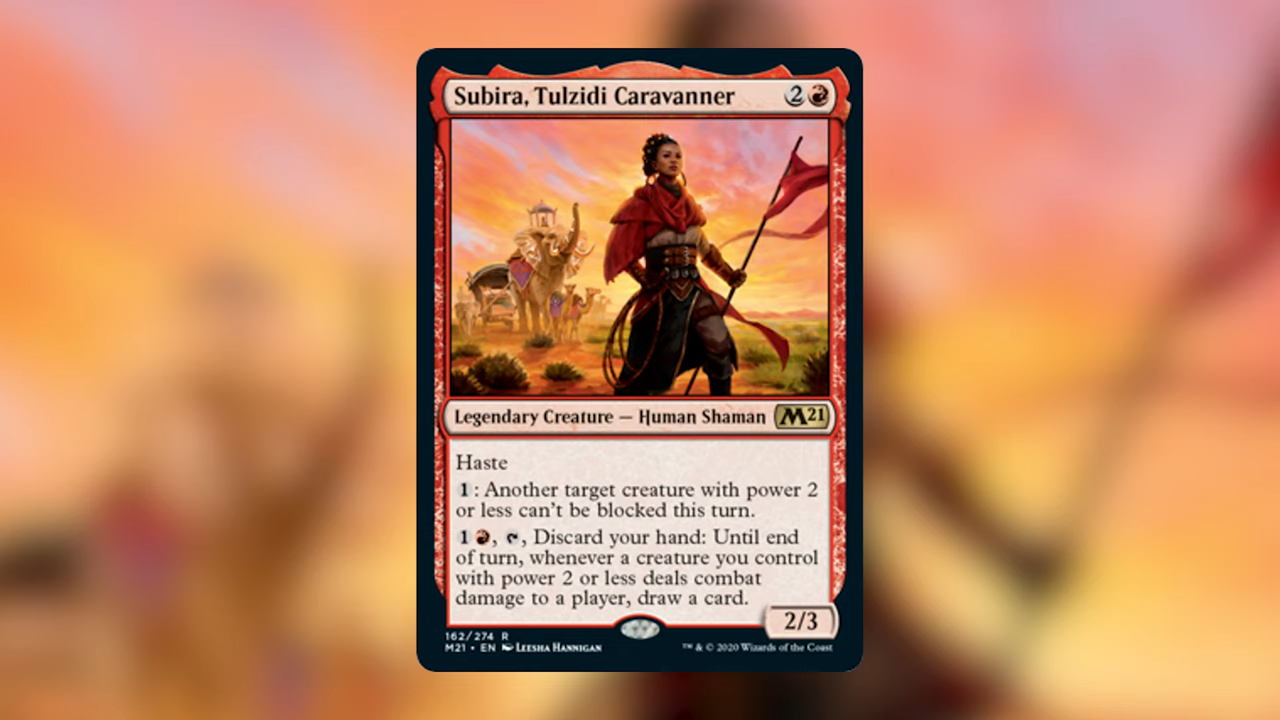 Subira, Tulzidi Caravanner 2
Legendary Creature — Human Shaman M21
Haste
1: Another target creature with power 2
or less can't be blocked this turn.
1 , , Discard your hand: Until end
of turn, whenever a creature you control
with power 2 or less deals combat
damage to a player, draw a card.
2/3
162/274 R
M21 • EN Leesha Hannigan
™ & © 2020 Wizards of the Coast